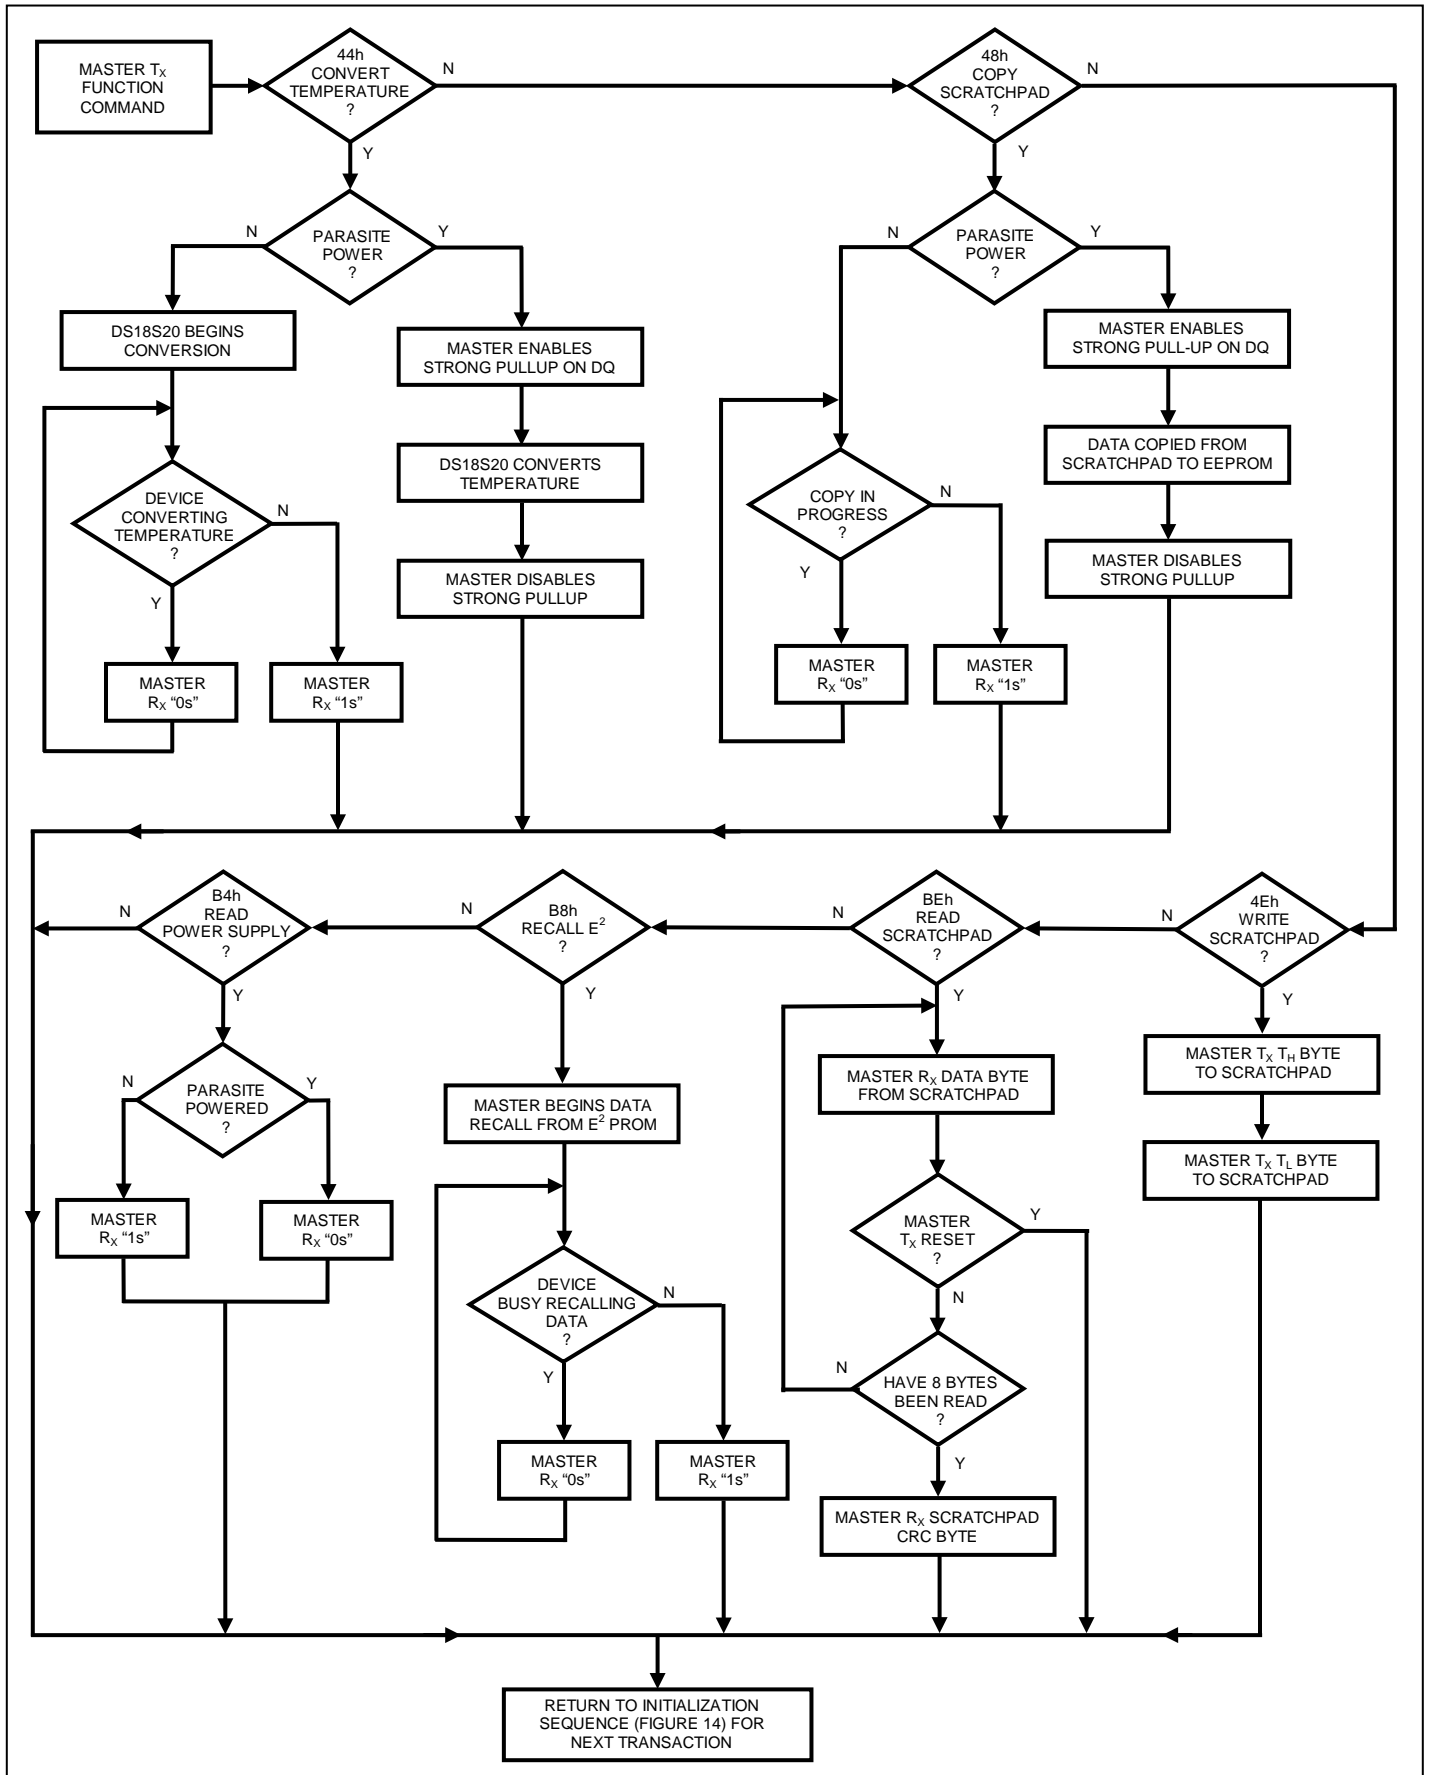 MASTER TX
FUNCTION
COMMAND
44h
CONVERT
TEMPERATURE
?
N
Y
48h
COPY
SCRATCHPAD
?
N
Y
PARASITE
POWER
?
N
Y
PARASITE
POWER
?
N
Y
DS18S20 BEGINS
CONVERSION
MASTER ENABLES
STRONG PULLUP ON DQ
MASTER ENABLES
STRONG PULL-UP ON DQ
DS18S20 CONVERTS
TEMPERATURE
DATA COPIED FROM
SCRATCHPAD TO EEPROM
DEVICE
CONVERTING
TEMPERATURE
?
N
Y
COPY IN
PROGRESS
?
N
Y
MASTER DISABLES
STRONG PULLUP
MASTER DISABLES
STRONG PULLUP
MASTER
RX “0s”
MASTER
RX “1s”
MASTER
RX “0s”
MASTER
RX “1s”
B4h
READ
POWER SUPPLY
?
N
Y
B8h
RECALL E2
?
N
Y
BEh
READ
SCRATCHPAD
?
N
Y
4Eh
WRITE
SCRATCHPAD
?
N
Y
PARASITE
POWERED
?
N
Y
MASTER BEGINS DATA
RECALL FROM E2 PROM
MASTER RX DATA BYTE
FROM SCRATCHPAD
MASTER TX TH BYTE
TO SCRATCHPAD
MASTER TX TL BYTE
TO SCRATCHPAD
MASTER
RX “1s”
MASTER
RX “0s”
MASTER
TX RESET
?
Y
N
DEVICE
BUSY RECALLING
DATA
?
N
Y
HAVE 8 BYTES
BEEN READ
?
N
Y
MASTER
RX “0s”
MASTER
RX “1s”
MASTER RX SCRATCHPAD
CRC BYTE
RETURN TO INITIALIZATION
SEQUENCE (FIGURE 14) FOR
NEXT TRANSACTION